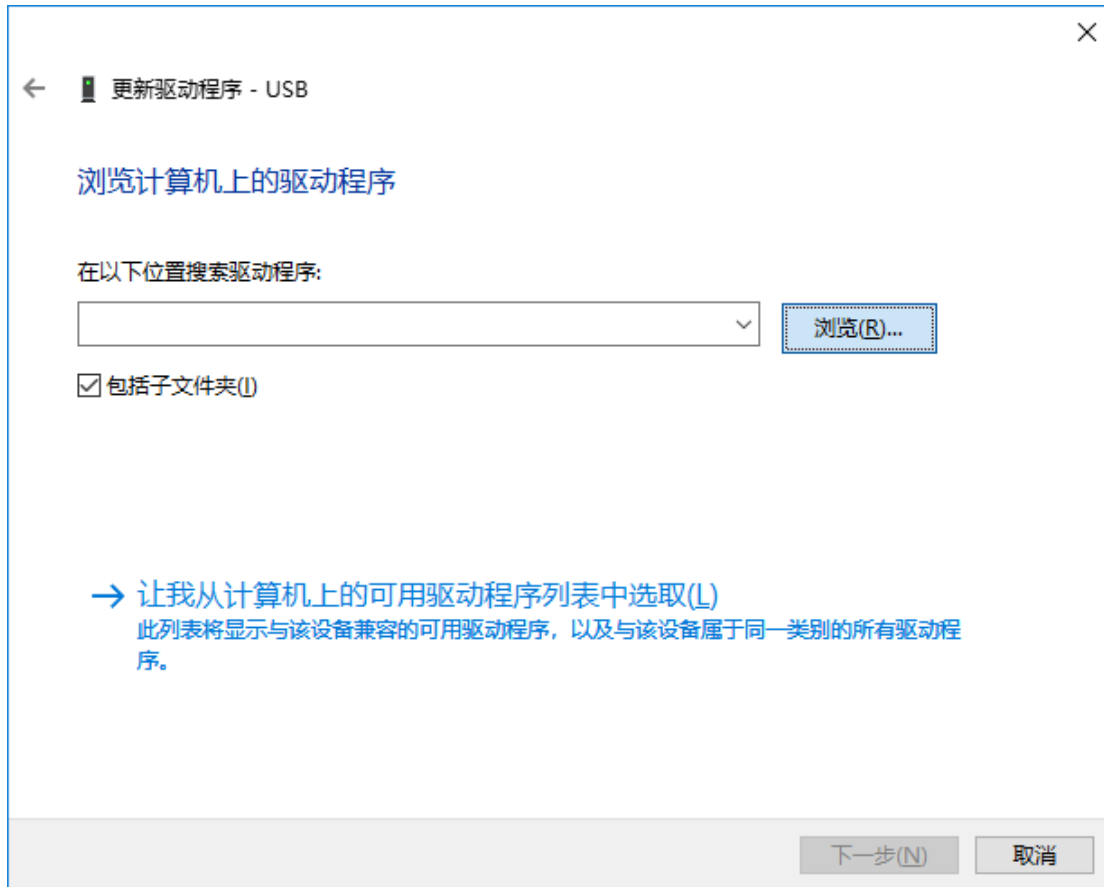 更新驱动程序 - USB
浏览计算机上的驱动程序
在以下位置搜索驱动程序:
浏览(R)...
包括子文件夹(I)
让我从计算机上的可用驱动程序列表中选取(L)
此列表将显示与该设备兼容的可用驱动程序，以及与该设备属于同一类别的所有驱动程
序。
下一步(N)
取消